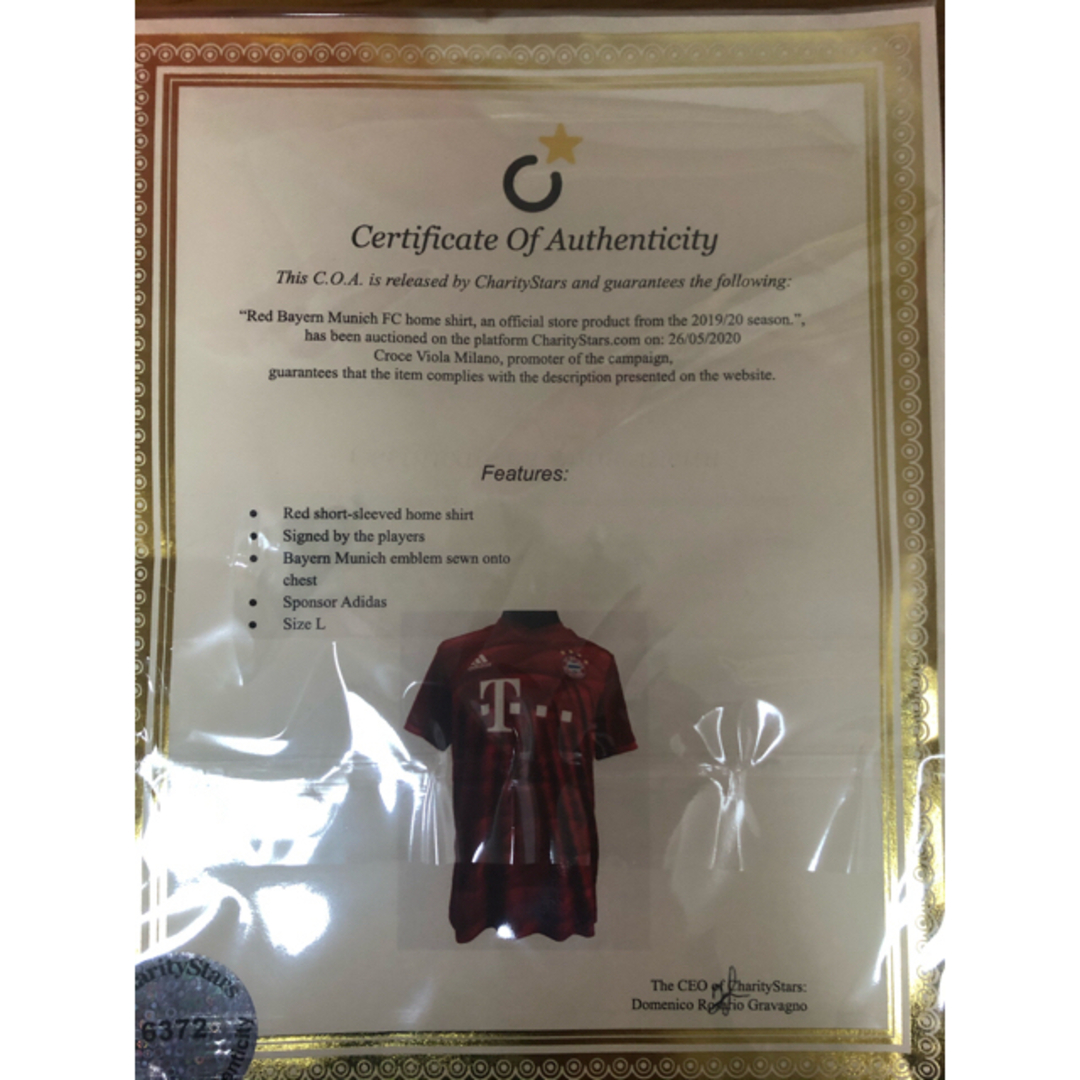 Certificate Of Authenticity
This C.O.A. is released by CharityStars and guarantees the following:
“Red Bayern Munich FC home shirt, an official store product from the 2019/20 season.”,
has been auctioned on the platform CharityStars.com on: 26/05/2020
Croce Viola Milano, promoter of the campaign,
guarantees that the item complies with the description presented on the website.
Features:
• Red short-sleeved home shirt
• Signed by the players
• Bayern Munich emblem sewn onto
chest
• Sponsor Adidas
• Size L
T
The CEO of CharityStars:
Domenico Rosario Gravagno
arityStars
6372